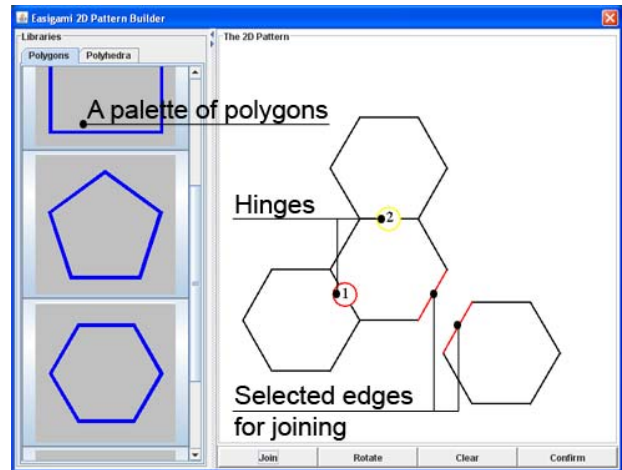 Easigami 2D Pattern Builder
Libraries
The 2D Pattern
Polygons Polyhedra
A palette of polygons
Hinges
2
1
Selected edges
for joining
Join Rotate Clear Confirm